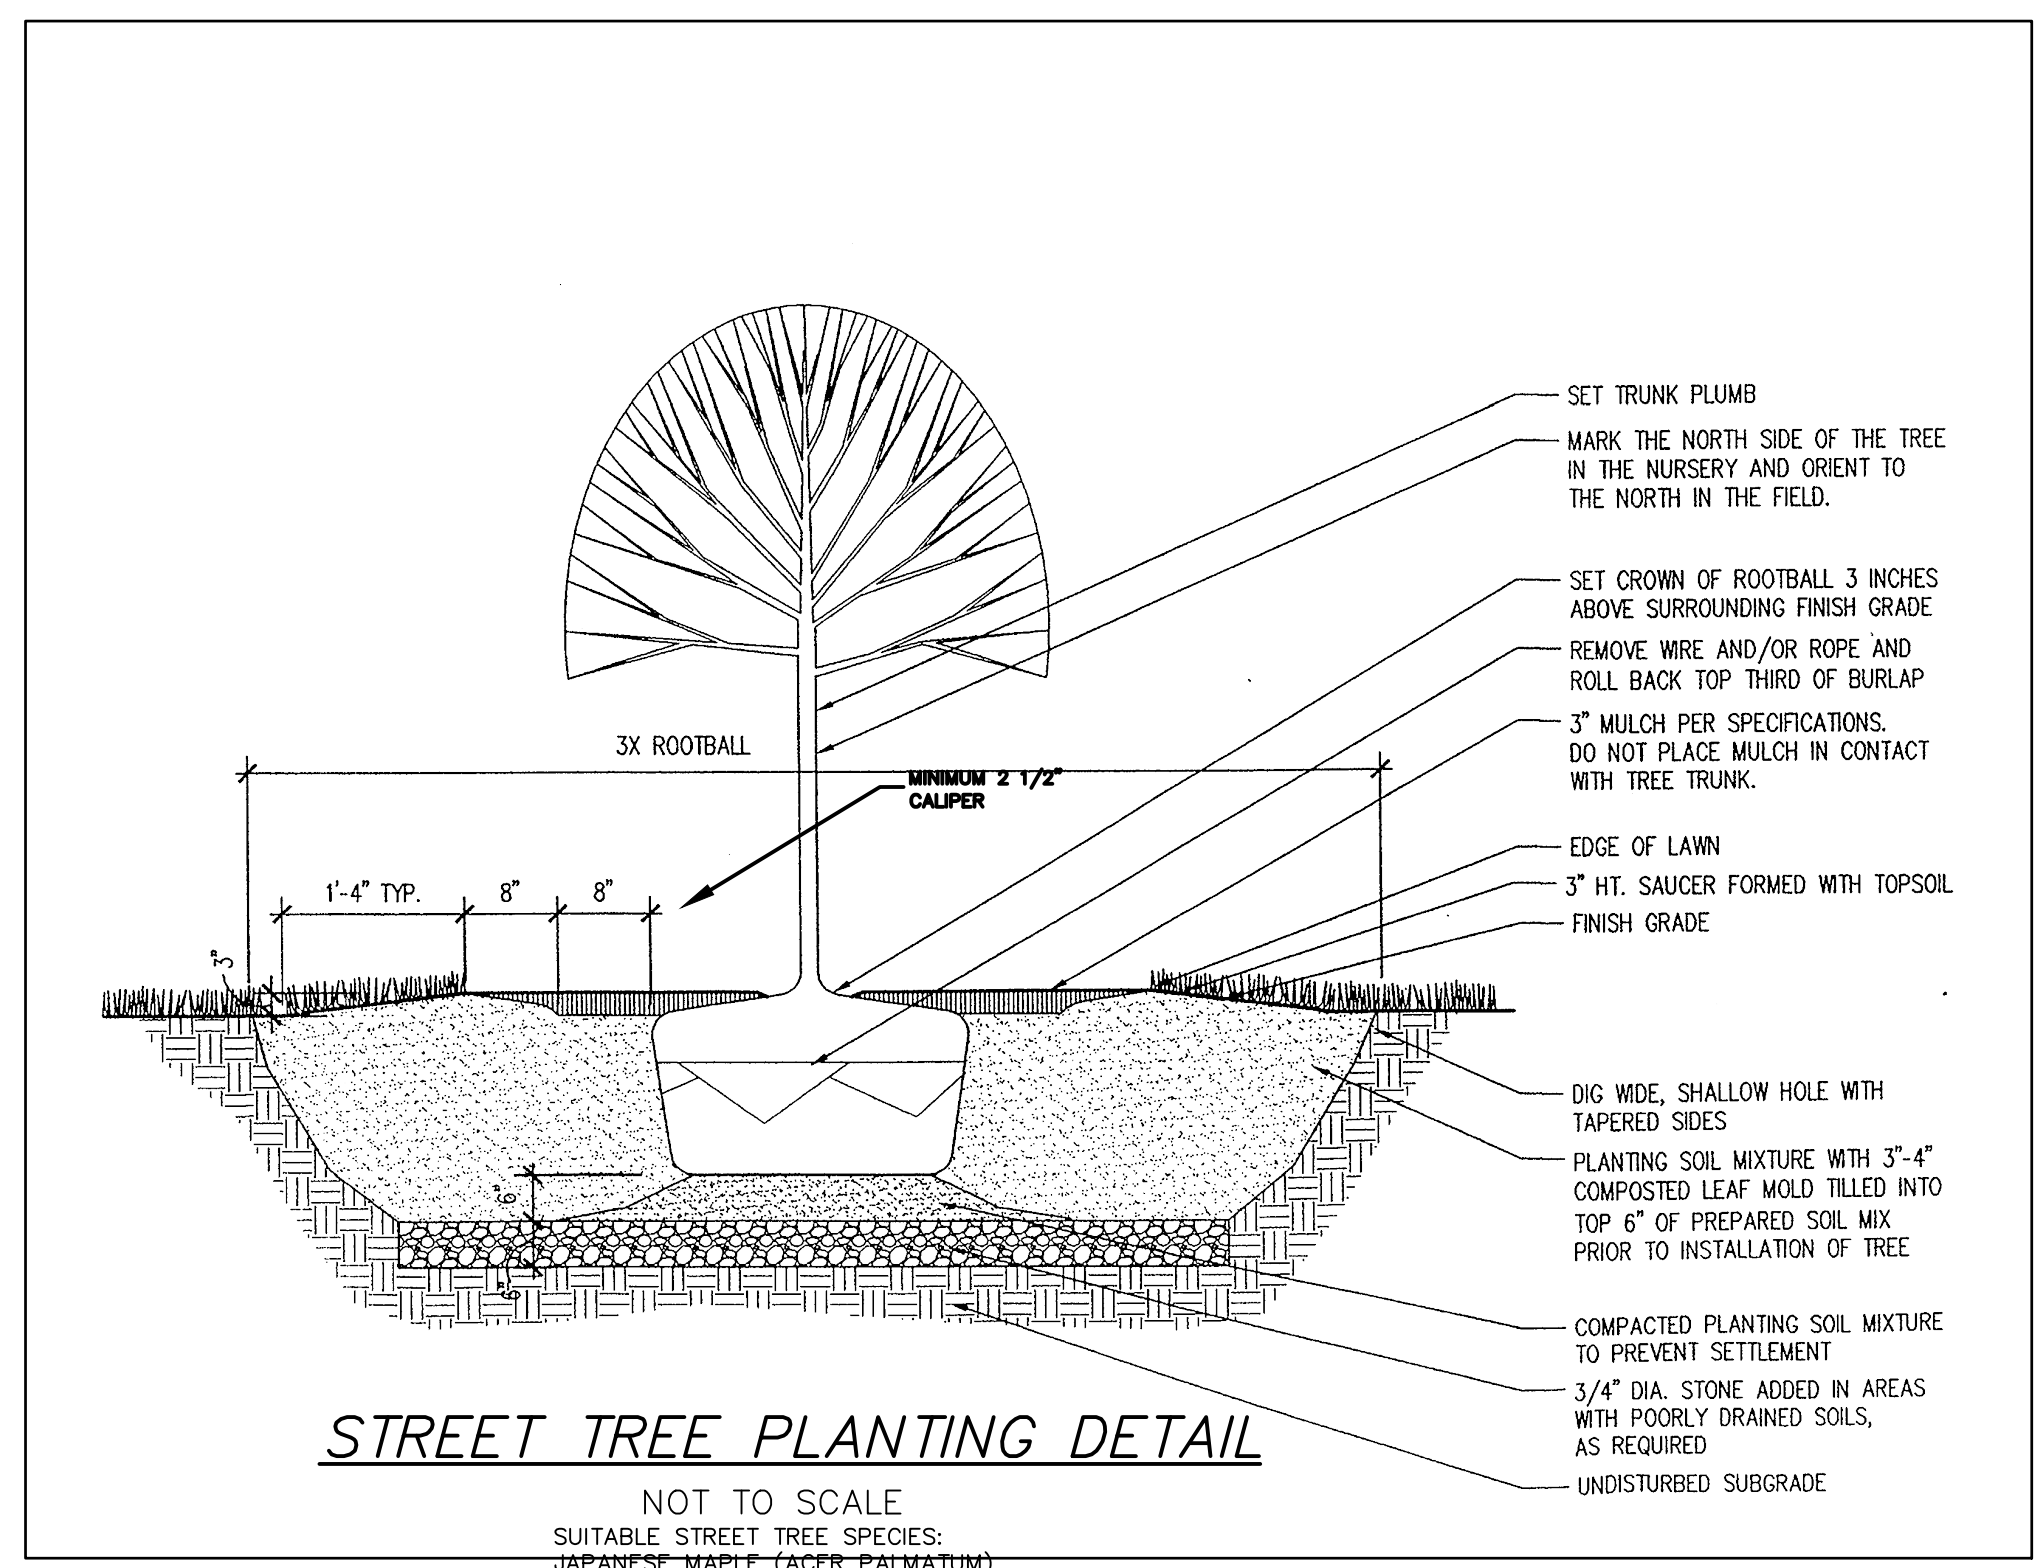 SET TRUNK PLUMB
MARK THE NORTH SIDE OF THE TREE
IN THE NURSERY AND ORIENT TO
THE NORTH IN THE FIELD.
SET CROWN OF ROOTBALL 3 INCHES
ABOVE SURROUNDING FINISH GRADE
REMOVE WIRE AND/OR ROPE AND
ROLL BACK TOP THIRD OF BURLAP
3" MULCH PER SPECIFICATIONS.
DO NOT PLACE MULCH IN CONTACT
WITH TREE TRUNK.
3X ROOTBALL
MINIMUM 2 1/2"
CALIPER
EDGE OF LAWN
3" HT. SAUCER FORMED WITH TOPSOIL
FINISH GRADE
1'-4" TYP.
8"
8"
3"
DIG WIDE, SHALLOW HOLE WITH
TAPERED SIDES
PLANTING SOIL MIXTURE WITH 3"-4"
COMPOSTED LEAF MOLD TILLED INTO
TOP 6" OF PREPARED SOIL MIX
PRIOR TO INSTALLATION OF TREE
6"
6"
COMPACTED PLANTING SOIL MIXTURE
TO PREVENT SETTLEMENT
3/4" DIA. STONE ADDED IN AREAS
WITH POORLY DRAINED SOILS,
AS REQUIRED
UNDISTURBED SUBGRADE
STREET TREE PLANTING DETAIL
NOT TO SCALE
SUITABLE STREET TREE SPECIES:
JAPANESE MAPLE (ACER PALMATUM)